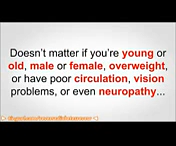 Doesn't matter if you're young or
old, male or female, overweight,
or have poor circulation, vision
problems, or even neuropathy...